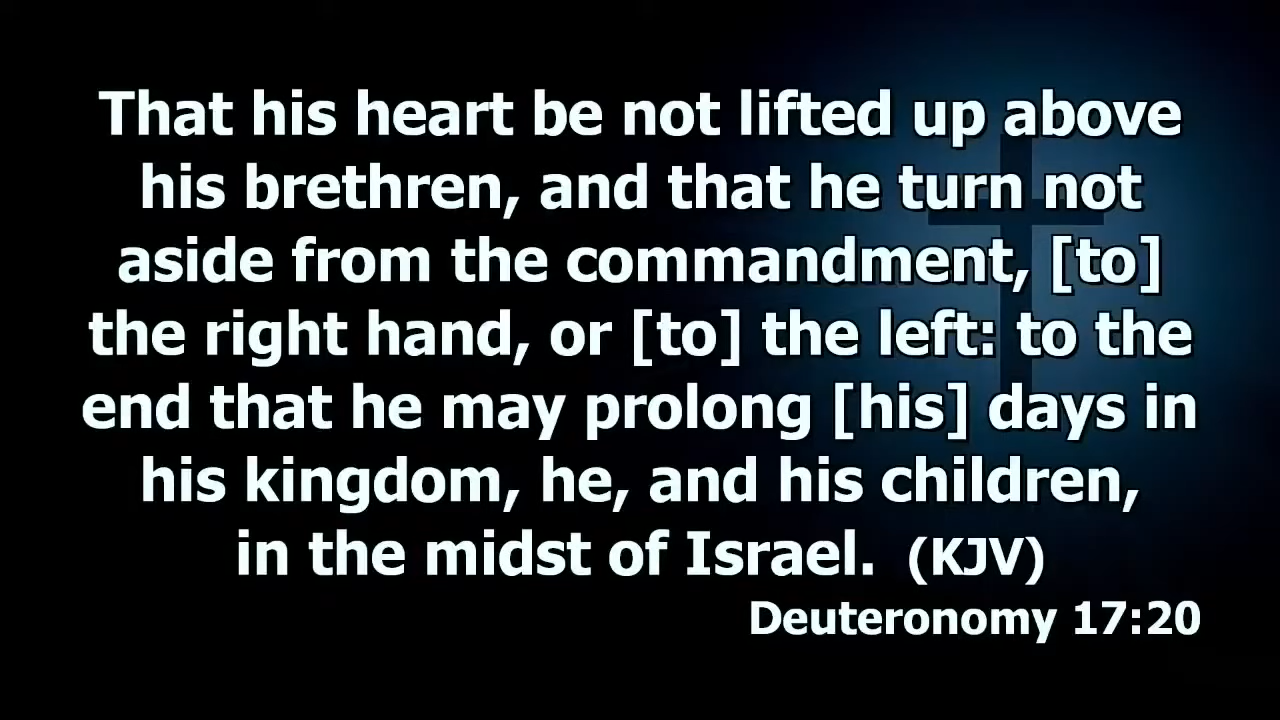 That his heart be not lifted up above
his brethren, and that he turn not
aside from the commandment, [to]
the right hand, or [to] the left: to the
end that he may prolong [his] days in
his kingdom, he, and his children,
in the midst of Israel. (KJV)
Deuteronomy 17:20